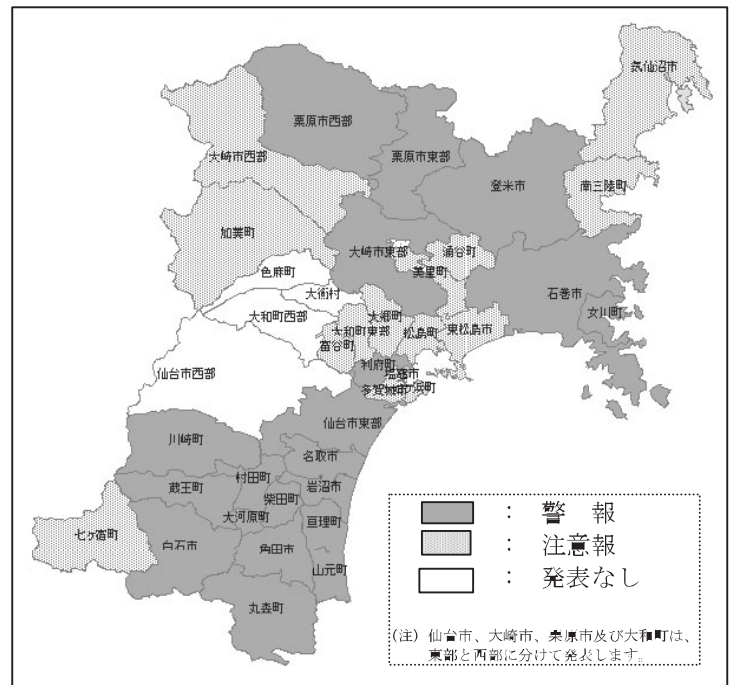 気仙沼市
栗原市西部
栗原市東部
大崎市西部
登米市
南三陸町
加美町
大崎市東部
涌谷町
美里町
色麻町
石巻市
大衡村
女川町
大和町西部
大郷町
大和町東部
松島町
東松島市
富谷町
利府町
塩竈市
仙台市西部
多賀城市
浜町
仙台市東部
川崎町
名取市
村田町
蔵王町
岩沼市
柴田町
大河原町
亘理町
七ヶ宿町
白石市
角田市
山元町
丸森町
： 警 報
： 注意報
： 発表なし
(注) 仙台市、大崎市、栗原市及び大和町は、
東部と西部に分けて発表します。